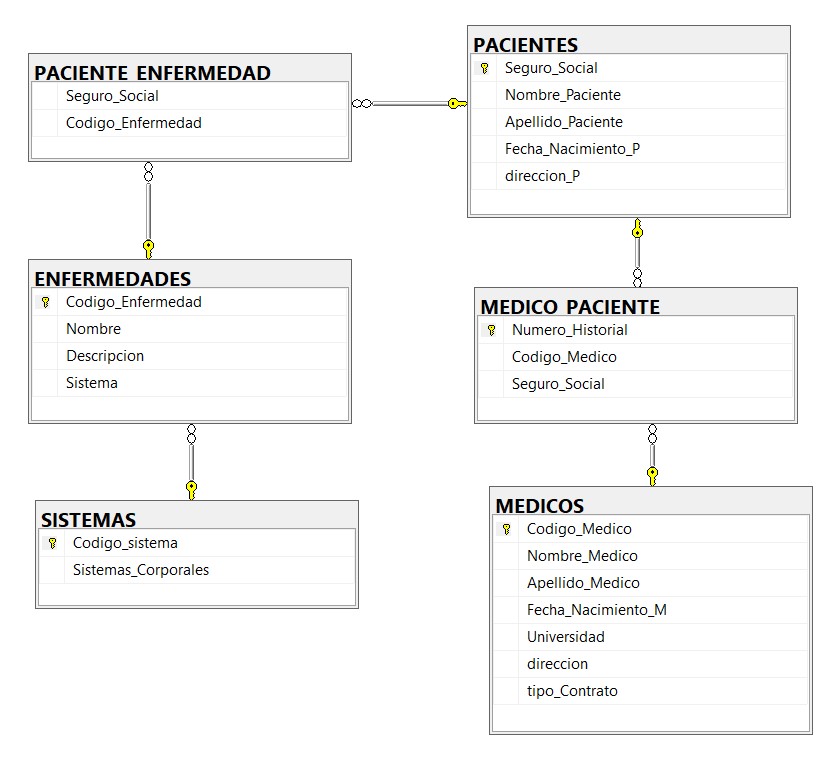 PACIENTE_ENFERMEDAD
Seguro_Social
Codigo_Enfermedad
PACIENTES
Seguro_Social
Nombre_Paciente
Apellido_Paciente
Fecha_Nacimiento_P
direccion_P
ENFERMEDADES
Codigo_Enfermedad
Nombre
Descripcion
Sistema
MEDICO_PACIENTE
Numero_Historial
Codigo_Medico
Seguro_Social
SISTEMAS
Codigo_sistema
Sistemas_Corporales
MEDICOS
Codigo_Medico
Nombre_Medico
Apellido_Medico
Fecha_Nacimiento_M
Universidad
direccion
tipo_Contrato